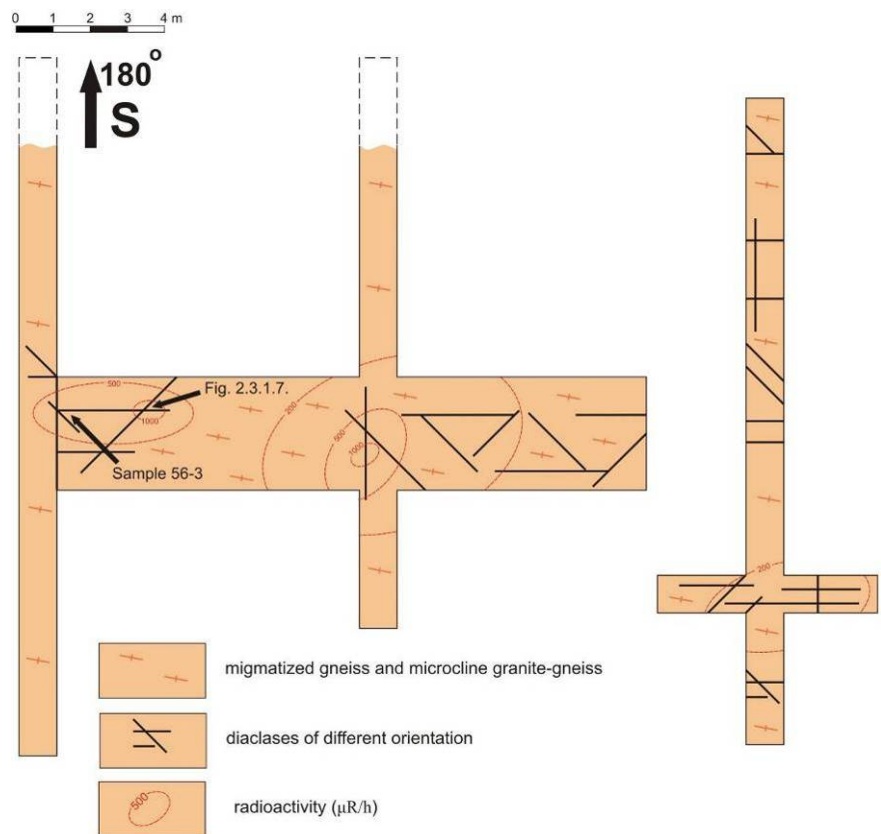 0 1 2 3 4 m
180°
S
500
1000
Fig. 2.3.1.7.
Sample 56-3
200
500
1000
200
migmatized gneiss and microcline granite-gneiss
diaclases of different orientation
500
radioactivity (µR/h)